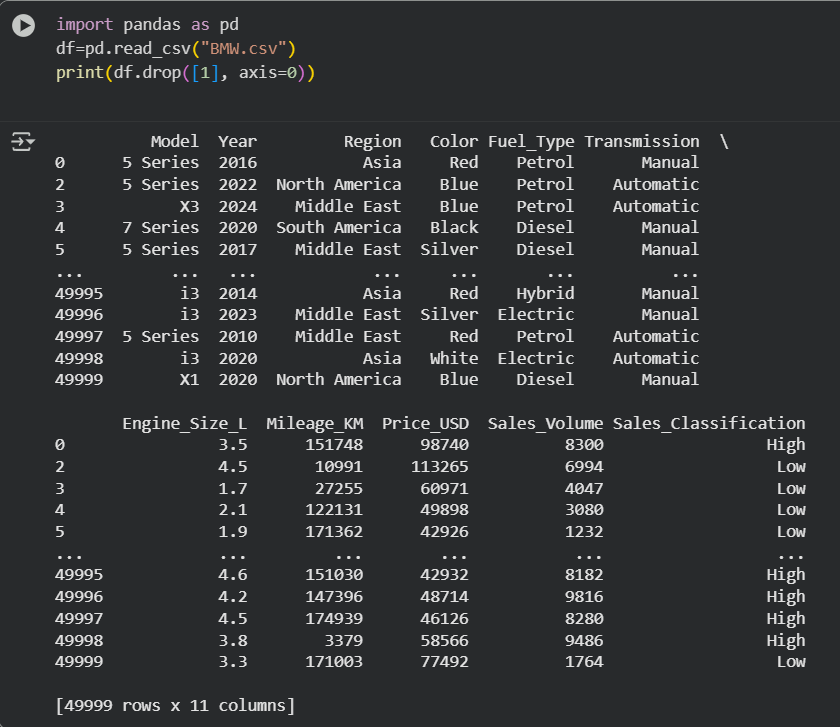 import pandas as pd
df=pd.read_csv("BMW.csv")
print(df.drop([1], axis=0))
Model Year Region Color Fuel_Type Transmission \
0 5 Series 2016 Asia Red Petrol Manual
2 5 Series 2022 North America Blue Petrol Automatic
3 X3 2024 Middle East Blue Petrol Automatic
4 7 Series 2020 South America Black Diesel Manual
5 5 Series 2017 Middle East Silver Diesel Manual
... ... ... ... ... ... ...
49995 i3 2014 Asia Red Hybrid Manual
49996 i3 2023 Middle East Silver Electric Manual
49997 5 Series 2010 Middle East Red Petrol Automatic
49998 i3 2020 Asia White Electric Automatic
49999 X1 2020 North America Blue Diesel Manual
Engine_Size_L Mileage_KM Price_USD Sales_Volume Sales_Classification
0 3.5 151748 98740 8300 High
2 4.5 10991 113265 6994 Low
3 1.7 27255 60971 4047 Low
4 2.1 122131 49898 3080 Low
5 1.9 171362 42926 1232 Low
... ... ... ... ... ...
49995 4.6 151030 42932 8182 High
49996 4.2 147396 48714 9816 High
49997 4.5 174939 46126 8280 High
49998 3.8 3379 58566 9486 High
49999 3.3 171003 77492 1764 Low
[49999 rows x 11 columns]